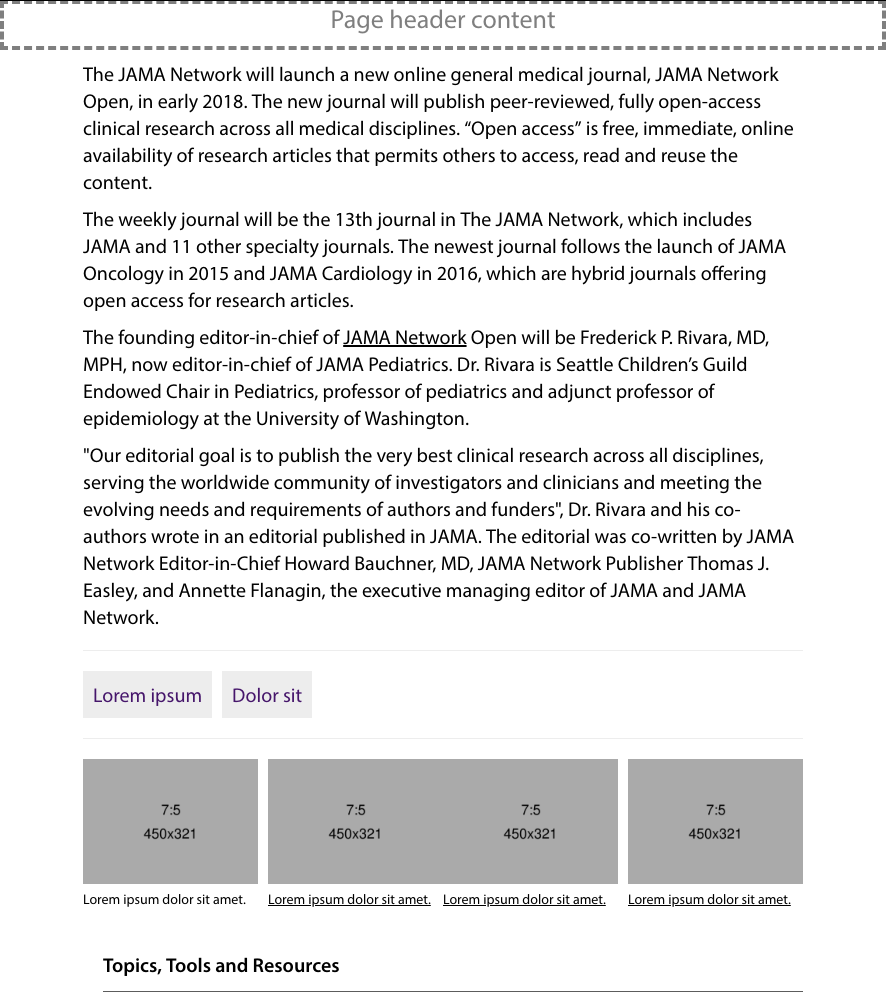 Page header content
The JAMA Network will launch a new online general medical journal, JAMA Network
Open, in early 2018. The new journal will publish peer-reviewed, fully open-access
clinical research across all medical disciplines. “Open access” is free, immediate, online
availability of research articles that permits others to access, read and reuse the
content.
The weekly journal will be the 13th journal in The JAMA Network, which includes
JAMA and 11 other specialty journals. The newest journal follows the launch of JAMA
Oncology in 2015 and JAMA Cardiology in 2016, which are hybrid journals offering
open access for research articles.
The founding editor-in-chief of JAMA Network Open will be Frederick P. Rivara, MD,
MPH, now editor-in-chief of JAMA Pediatrics. Dr. Rivara is Seattle Children’s Guild
Endowed Chair in Pediatrics, professor of pediatrics and adjunct professor of
epidemiology at the University of Washington.
"Our editorial goal is to publish the very best clinical research across all disciplines,
serving the worldwide community of investigators and clinicians and meeting the
evolving needs and requirements of authors and funders", Dr. Rivara and his co-
authors wrote in an editorial published in JAMA. The editorial was co-written by JAMA
Network Editor-in-Chief Howard Bauchner, MD, JAMA Network Publisher Thomas J.
Easley, and Annette Flanagin, the executive managing editor of JAMA and JAMA
Network.
Lorem ipsum Dolor sit
7:5 7:5 7:5 7:5
450x321 450x321 450x321 450x321
Lorem ipsum dolor sit amet. Lorem ipsum dolor sit amet. Lorem ipsum dolor sit amet. Lorem ipsum dolor sit amet.
Topics, Tools and Resources